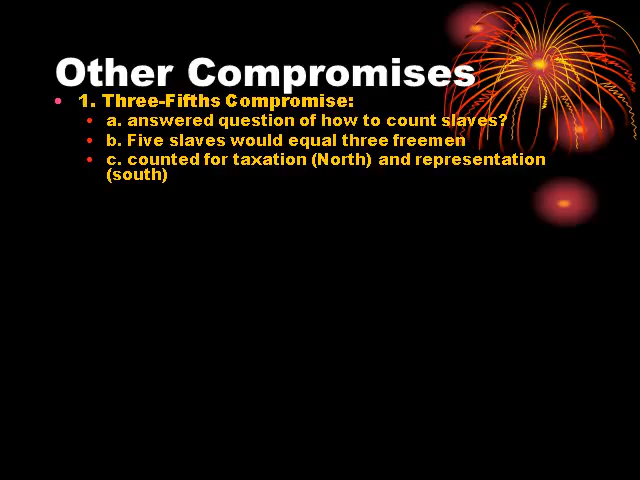 Other Compromises
• 1. Three-Fifths Compromise:
• a. answered question of how to count slaves?
• b. Five slaves would equal three freemen
• c. counted for taxation (North) and representation
(south)